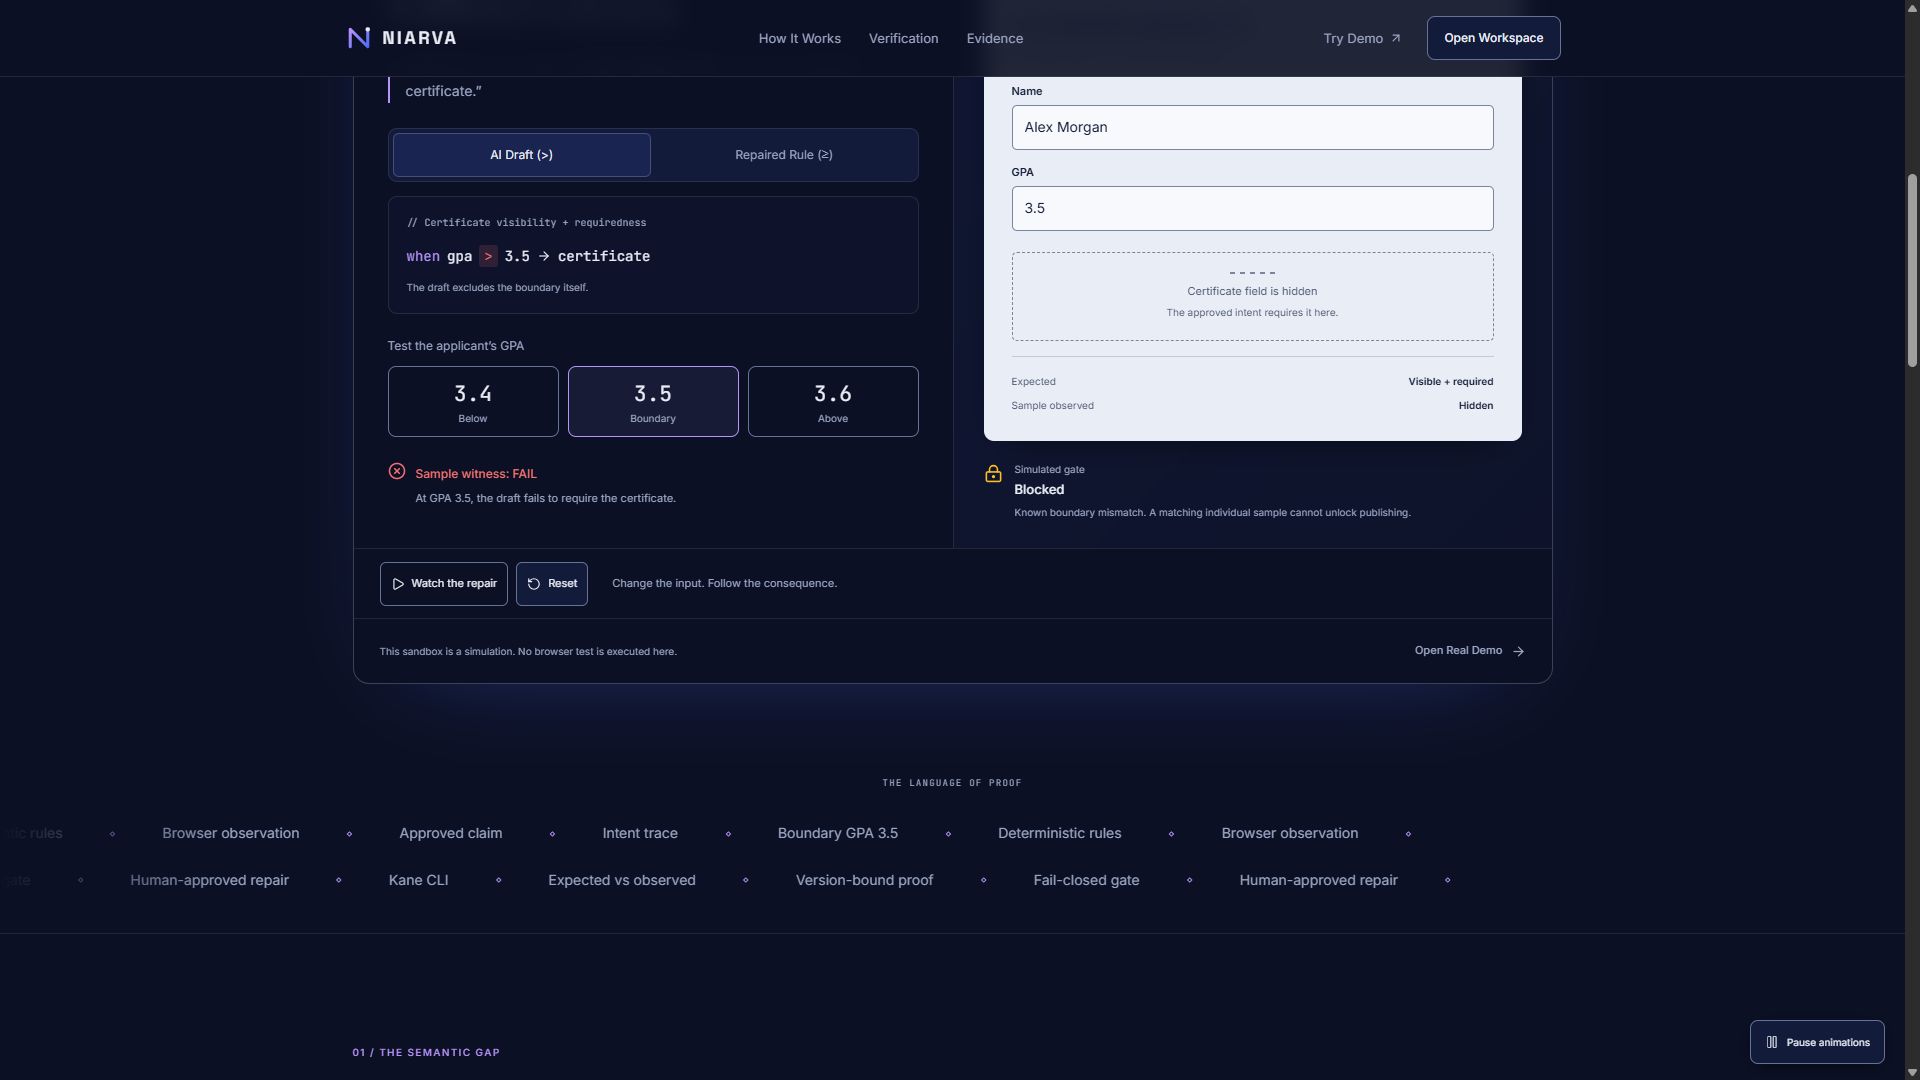 NIARVA
How It Works
Verification
Evidence
Try Demo
Open Workspace
certificate.”
AI Draft (>)
Repaired Rule (≥)
// Certificate visibility + requiredness
when gpa > 3.5 → certificate
The draft excludes the boundary itself.
Test the applicant’s GPA
3.4
Below
3.5
Boundary
3.6
Above
Sample witness: FAIL
At GPA 3.5, the draft fails to require the certificate.
Name
Alex Morgan
GPA
3.5
Certificate field is hidden
The approved intent requires it here.
Expected
Visible + required
Sample observed
Hidden
Simulated gate
Blocked
Known boundary mismatch. A matching individual sample cannot unlock publishing.
Watch the repair
Reset
Change the input. Follow the consequence.
This sandbox is a simulation. No browser test is executed here.
Open Real Demo →
THE LANGUAGE OF PROOF
rules Browser observation Approved claim Intent trace Boundary GPA 3.5 Deterministic rules Browser observation
gate Human-approved repair Kane CLI Expected vs observed Version-bound proof Fail-closed gate Human-approved repair
01 / THE SEMANTIC GAP
Pause animations